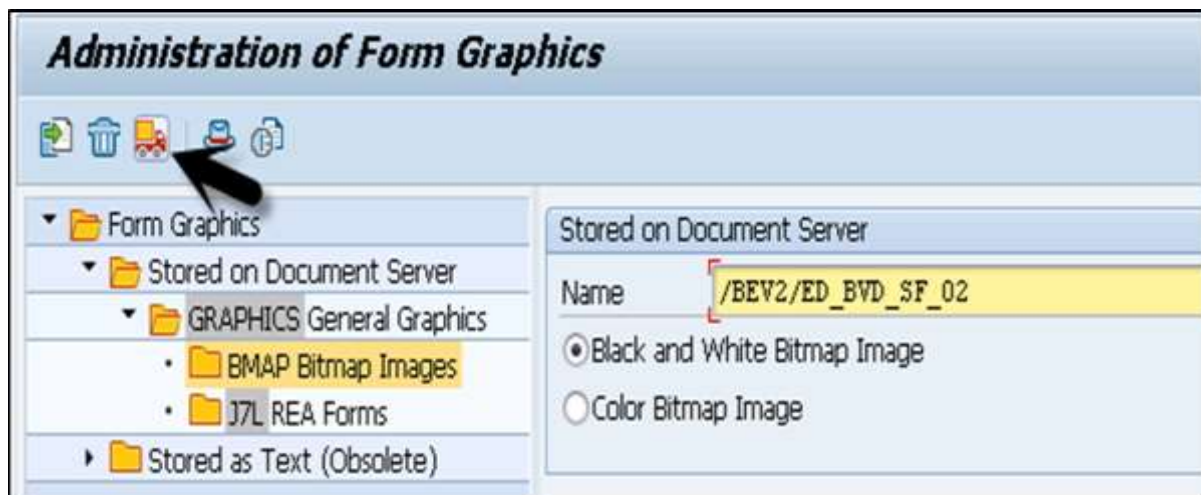 Administration of Form Graphics
Form Graphics
Stored on Document Server
GRAPHICS General Graphics
BMAP Bitmap Images
J7L REA Forms
Stored as Text (Obsolete)
Stored on Document Server
Name /BEV2/ED_BVD_SF_02
Black and White Bitmap Image
Color Bitmap Image